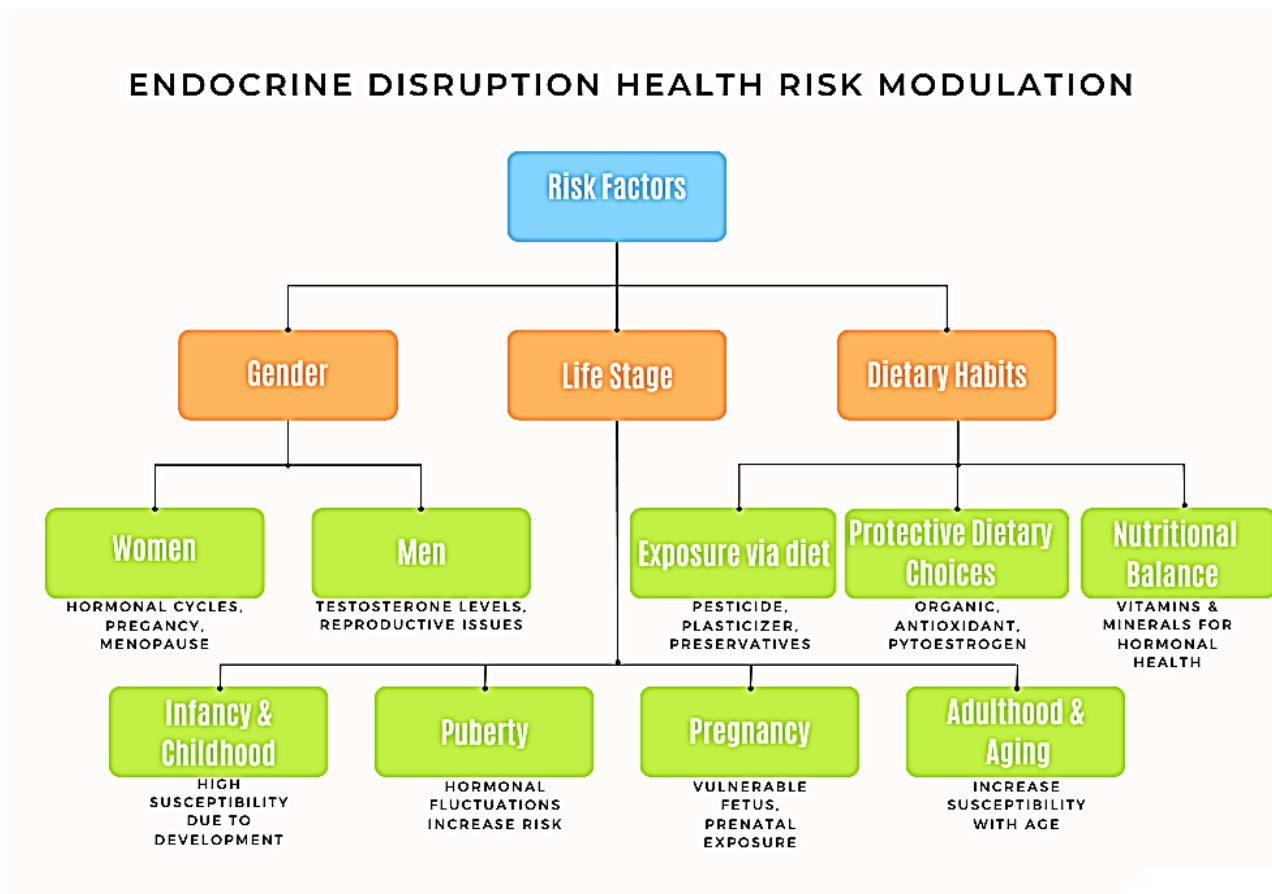 ENDOCRINE DISRUPTION HEALTH RISK MODULATION
Risk Factors
Gender
Life Stage
Dietary Habits
Women
HORMONAL CYCLES,
PREGANCY,
MENOPAUSE
Men
TESTOSTERONE LEVELS,
REPRODUCTIVE ISSUES
Exposure via diet
PESTICIDE,
PLASTICIZER,
PRESERVATIVES
Protective Dietary
Choices
ORGANIC,
ANTIOXIDANT,
PYTOESTROGEN
Nutritional
Balance
VITAMINS &
MINERALS FOR
HORMONAL
HEALTH
Infancy &
Childhood
HIGH
SUSCEPTIBILITY
DUE TO
DEVELOPMENT
Puberty
HORMONAL
FLUCTUATIONS
INCREASE RISK
Pregnancy
VULNERABLE
FETUS,
PRENATAL
EXPOSURE
Adulthood &
Aging
INCREASE
SUSCEPTIBILITY
WITH AGE